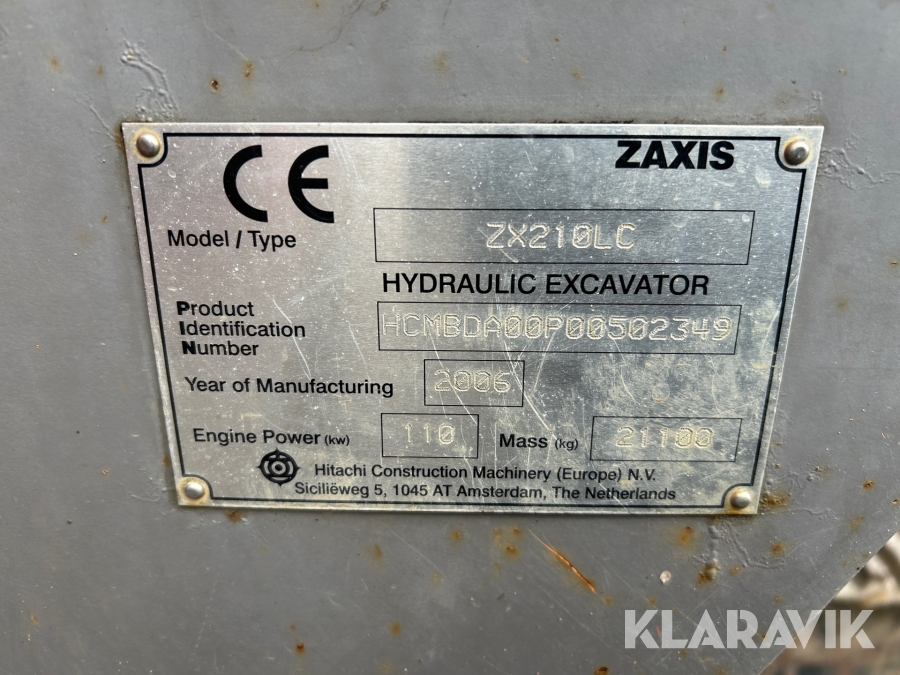 CE
ZAXIS
Model / Type ZX210LC
HYDRAULIC EXCAVATOR
Product
Identification HCMBDA00P00502349
Number
Year of Manufacturing 2006
Engine Power (kw) 110 Mass (kg) 21100
Hitachi Construction Machinery (Europe) N.V.
Siciliëweg 5, 1045 AT Amsterdam, The Netherlands
KLARAVIK